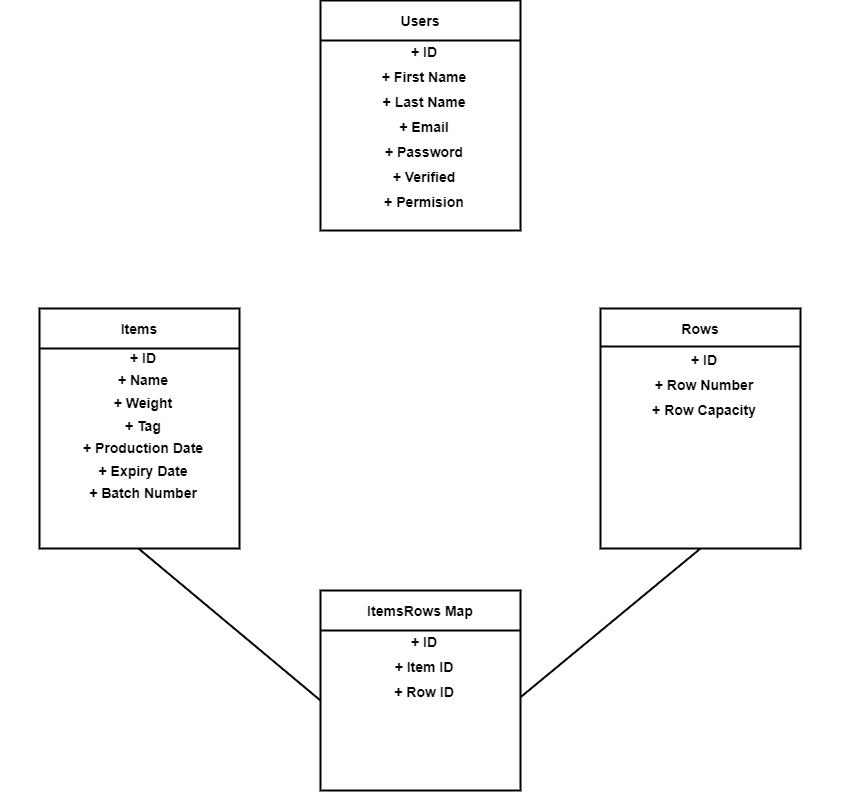 Users
+ ID
+ First Name
+ Last Name
+ Email
+ Password
+ Verified
+ Permision
Items
+ ID
+ Name
+ Weight
+ Tag
+ Production Date
+ Expiry Date
+ Batch Number
Rows
+ ID
+ Row Number
+ Row Capacity
ItemsRows Map
+ ID
+ Item ID
+ Row ID